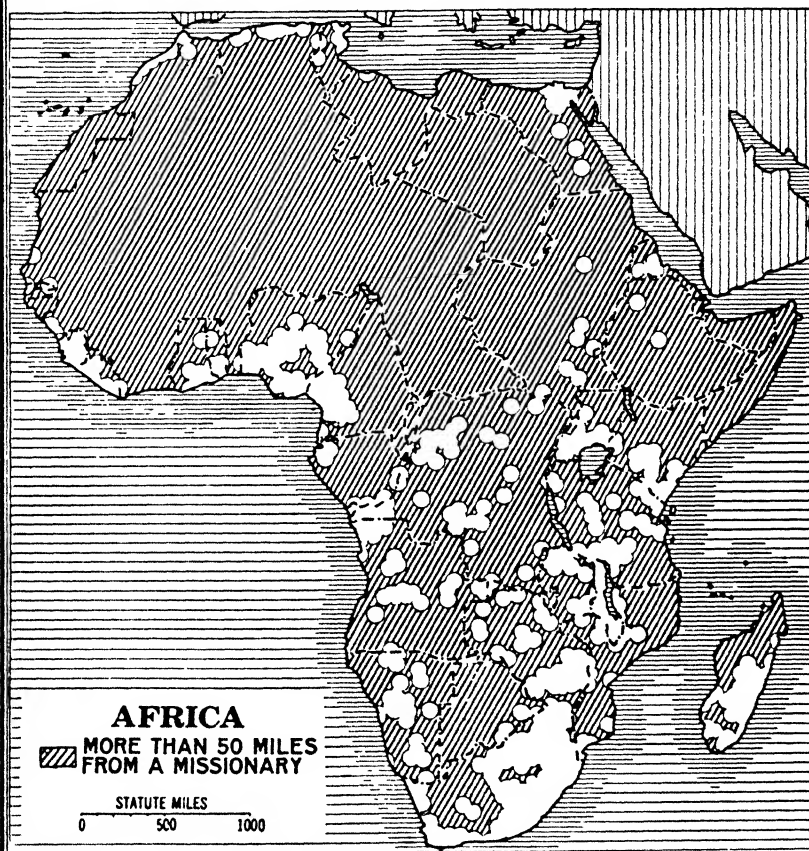 AFRICA
MORE THAN 50 MILES
FROM A MISSIONARY
STATUTE MILES
0 500 1000